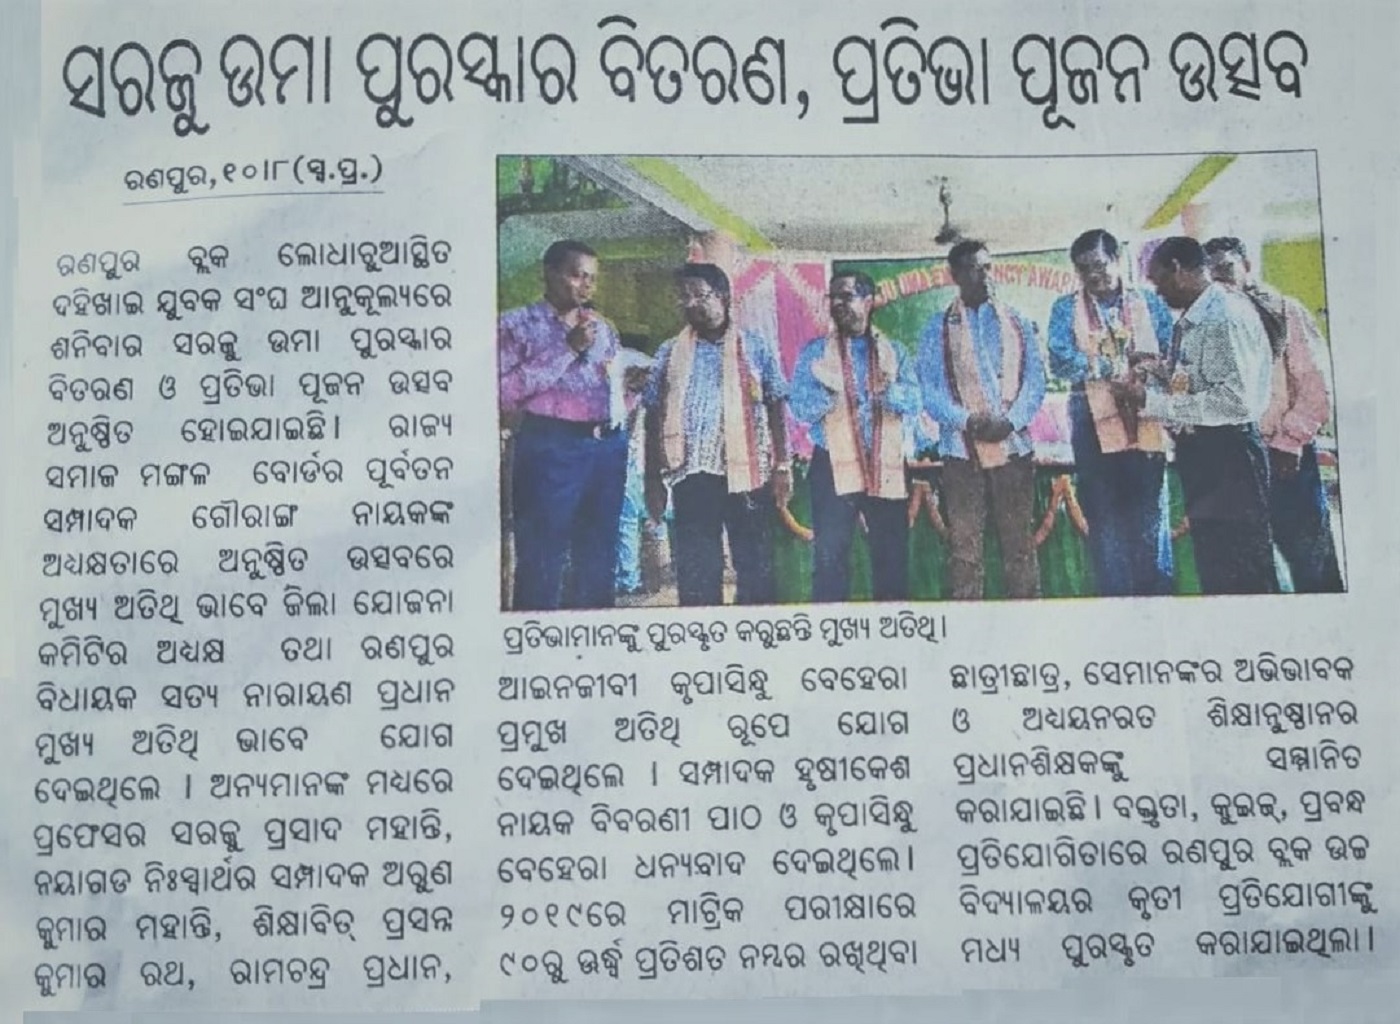 ସରଜୁ ଉମା ପୁରସ୍କାର ବିତରଣ, ପ୍ରତିଭା ପୂଜନ ଉତ୍ସବ
ରଣପୁର,୧୦।୮(ସ୍ୱ.ପ୍ର.)
ରଣପୁର ବ୍ଲକ ଲୋଧାଚୁଆସ୍ଥିତ
ଦହିଖାଇ ଯୁବକ ସଂଘ ଆନୁକୂଲ୍ୟରେ
ଶନିବାର ସରଜୁ ଉମା ପୁରସ୍କାର
ବିତରଣ ଓ ପ୍ରତିଭା ପୂଜନ ଉତ୍ସବ
ଅନୁଷ୍ଠିତ ହୋଇଯାଇଛି। ରାଜ୍ୟ
ସମାଜ ମଙ୍ଗଳ ବୋର୍ଡର ପୂର୍ବତନ
ସମ୍ପାଦକ ଗୌରାଙ୍ଗ ନାୟକଙ୍କ
ଅଧ୍ୟକ୍ଷତାରେ ଅନୁଷ୍ଠିତ ଉତ୍ସବରେ
ମୁଖ୍ୟ ଅତିଥି ଭାବେ ଜିଲା ଯୋଜନା
କମିଟିର ଅଧ୍ୟକ୍ଷ ତଥା ରଣପୁର
ବିଧାୟକ ସତ୍ୟ ନାରାୟଣ ପ୍ରଧାନ
ମୁଖ୍ୟ ଅତିଥି ଭାବେ ଯୋଗ
ଦେଇଥିଲେ । ଅନ୍ୟମାନଙ୍କ ମଧ୍ୟରେ
ପ୍ରଫେସର ସରଜୁ ପ୍ରସାଦ ମହାନ୍ତି,
ନୟାଗଡ ନିଃସ୍ୱାର୍ଥର ସମ୍ପାଦକ ଅରୁଣ
କୁମାର ମହାନ୍ତି, ଶିକ୍ଷାବିତ୍ ପ୍ରସନ୍ନ
କୁମାର ରଥ, ରାମଚନ୍ଦ୍ର ପ୍ରଧାନ,
ପ୍ରତିଭାମାନଙ୍କୁ ପୁରସ୍କୃତ କରୁଛନ୍ତି ମୁଖ୍ୟ ଅତିଥି।
ଆଇନଜୀବୀ କୃପାସିନ୍ଧୁ ବେହେରା
ପ୍ରମୁଖ ଅତିଥି ରୂପେ ଯୋଗ
ଦେଇଥିଲେ । ସମ୍ପାଦକ ହୃଷୀକେଶ
ନାୟକ ବିବରଣୀ ପାଠ ଓ କୃପାସିନ୍ଧୁ
ବେହେରା ଧନ୍ୟବାଦ ଦେଇଥିଲେ।
୨୦୧୯ରେ ମାଟ୍ରିକ ପରୀକ୍ଷାରେ
୯୦ରୁ ଊର୍ଦ୍ଧ୍ୱ ପ୍ରତିଶତ ନମ୍ବର ରଖିଥିବା
ଛାତ୍ରୀଛାତ୍ର, ସେମାନଙ୍କର ଅଭିଭାବକ
ଓ ଅଧ୍ୟୟନରତ ଶିକ୍ଷାନୁଷ୍ଠାନର
ପ୍ରଧାନଶିକ୍ଷକଙ୍କୁ ସମ୍ମାନିତ
କରାଯାଇଛି। ବକ୍ତୃତା, କୁଇଜ୍, ପ୍ରବନ୍ଧ
ପ୍ରତିଯୋଗିତାରେ ରଣପୁର ବ୍ଲକ ଉଚ୍ଚ
ବିଦ୍ୟାଳୟର କୃତୀ ପ୍ରତିଯୋଗୀଙ୍କୁ
ମଧ୍ୟ ପୁରସ୍କୃତ କରାଯାଇଥିଲା।